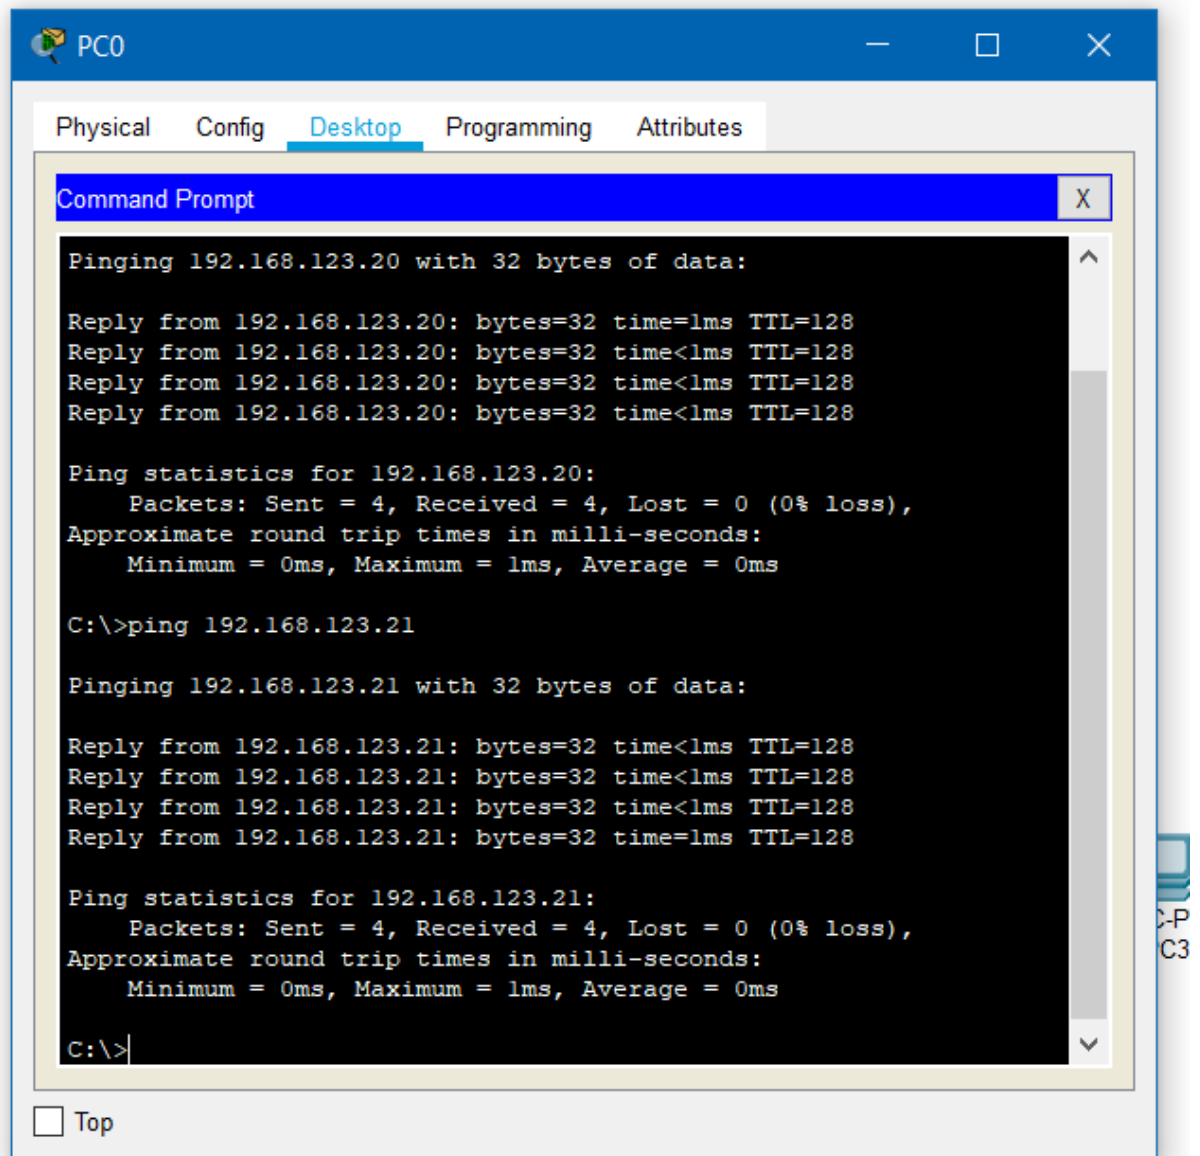 PC0
Physical Config Desktop Programming Attributes
Command Prompt X
Pinging 192.168.123.20 with 32 bytes of data:
Reply from 192.168.123.20: bytes=32 time=1ms TTL=128
Reply from 192.168.123.20: bytes=32 time<1ms TTL=128
Reply from 192.168.123.20: bytes=32 time<1ms TTL=128
Reply from 192.168.123.20: bytes=32 time<1ms TTL=128
Ping statistics for 192.168.123.20:
Packets: Sent = 4, Received = 4, Lost = 0 (0% loss),
Approximate round trip times in milli-seconds:
Minimum = 0ms, Maximum = 1ms, Average = 0ms
C:\>ping 192.168.123.21
Pinging 192.168.123.21 with 32 bytes of data:
Reply from 192.168.123.21: bytes=32 time<1ms TTL=128
Reply from 192.168.123.21: bytes=32 time<1ms TTL=128
Reply from 192.168.123.21: bytes=32 time<1ms TTL=128
Reply from 192.168.123.21: bytes=32 time=1ms TTL=128
Ping statistics for 192.168.123.21:
Packets: Sent = 4, Received = 4, Lost = 0 (0% loss),
Approximate round trip times in milli-seconds:
Minimum = 0ms, Maximum = 1ms, Average = 0ms
C:\>
-P
C3
Top